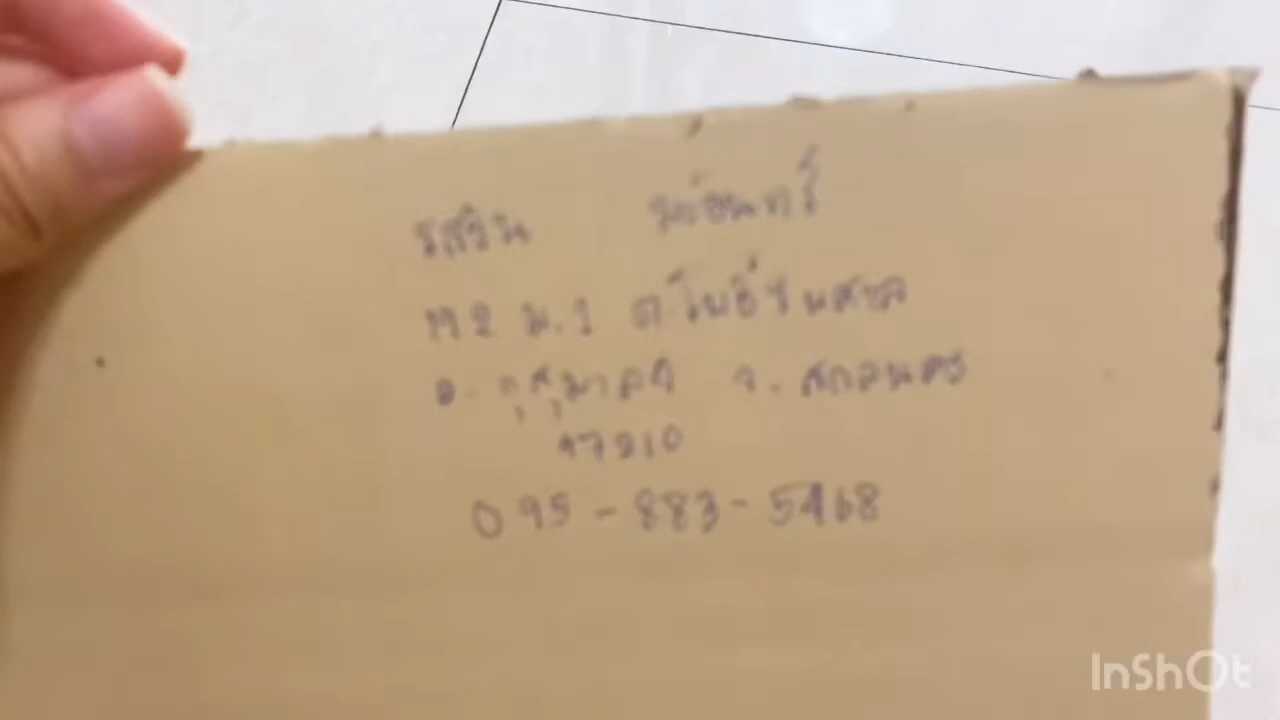 รสริน
ม.1 ต.โพธิไพศาล
อ. กุสุมาลย์ จ. สกลนคร
47210
095-883-5468
InShOt